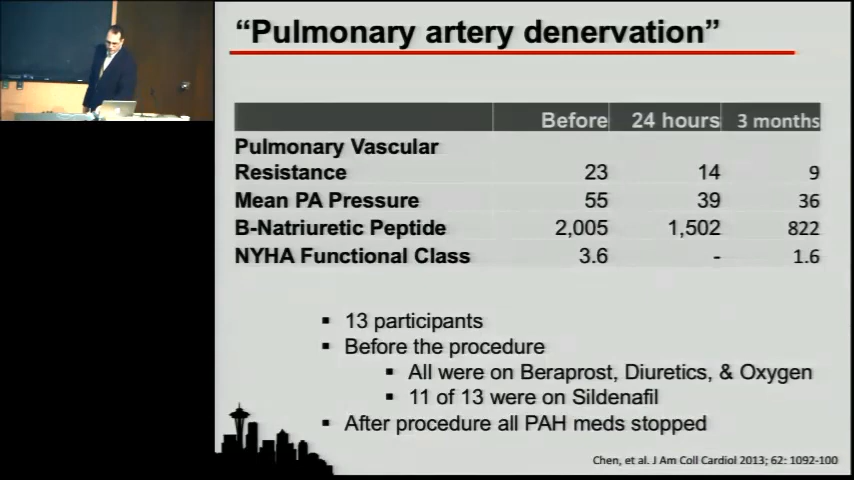 “Pulmonary artery denervation”
Before 24 hours 3 months
Pulmonary Vascular
Resistance 23 14 9
Mean PA Pressure 55 39 36
B-Natriuretic Peptide 2,005 1,502 822
NYHA Functional Class 3.6 - 1.6
▪ 13 participants
▪ Before the procedure
▪ All were on Beraprost, Diuretics, & Oxygen
▪ 11 of 13 were on Sildenafil
▪ After procedure all PAH meds stopped
Chen, et al. J Am Coll Cardiol 2013; 62: 1092-100